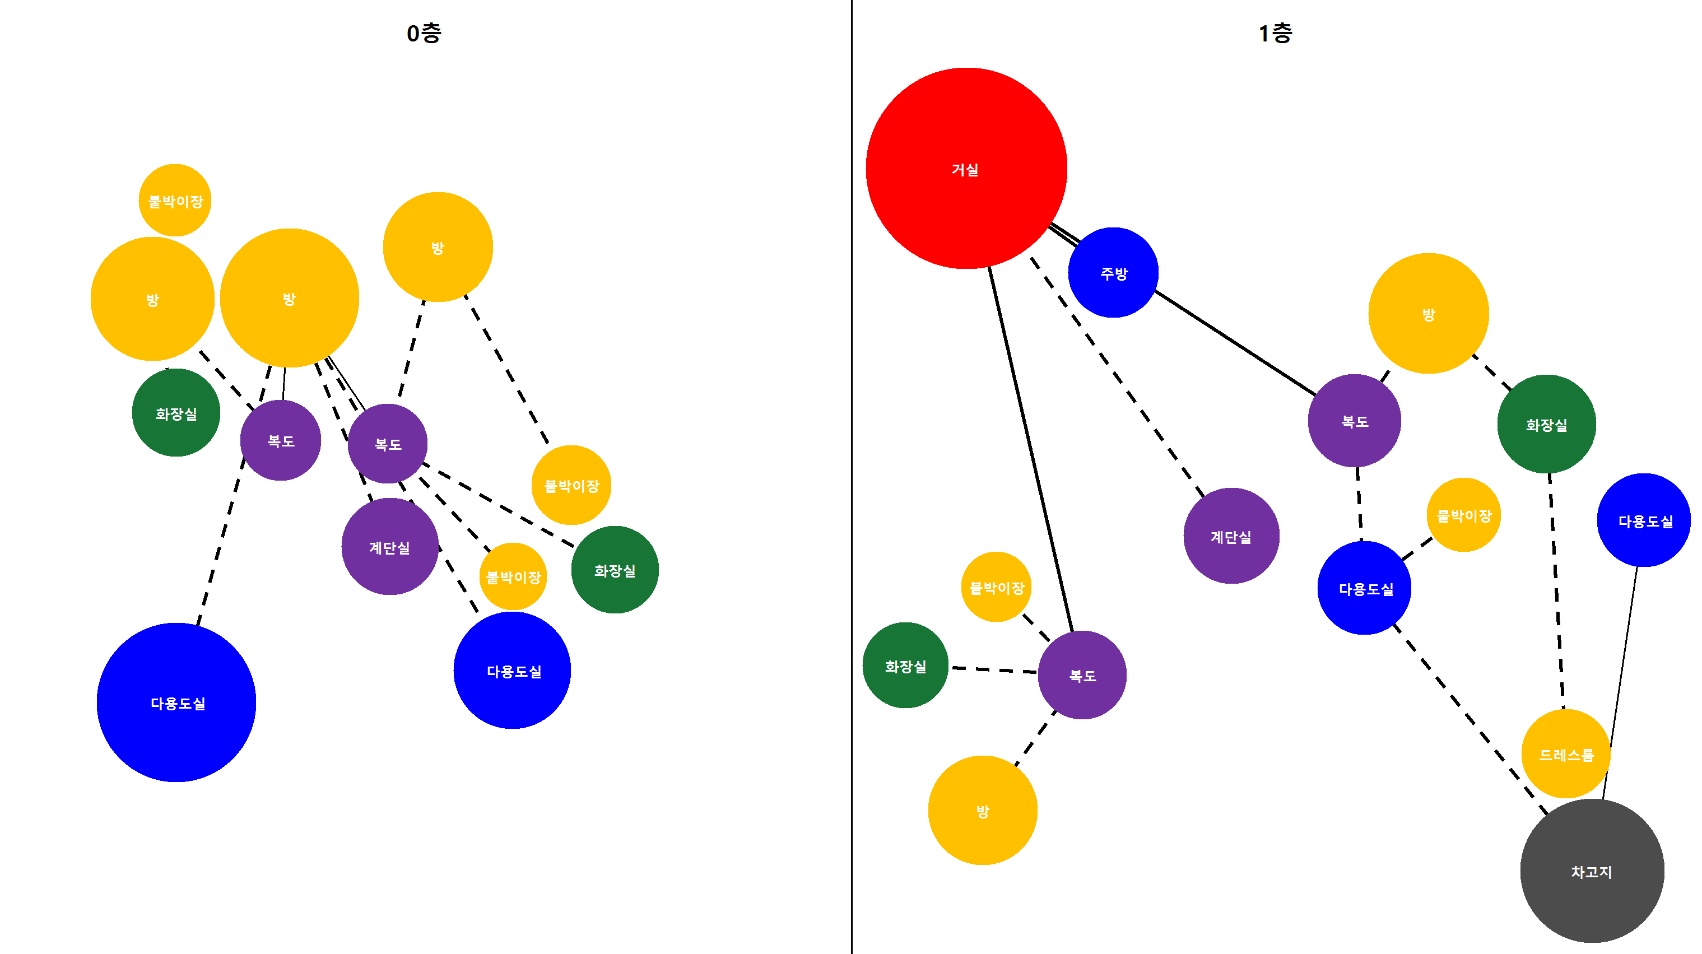 0층
붙박이장
방
방
방
화장실
복도
복도
붙박이장
계단실
붙박이장
화장실
다용도실
다용도실
1층
거실
주방
방
복도
화장실
붙박이장
다용도실
계단실
다용도실
붙박이장
화장실
복도
드레스룸
방
차고지